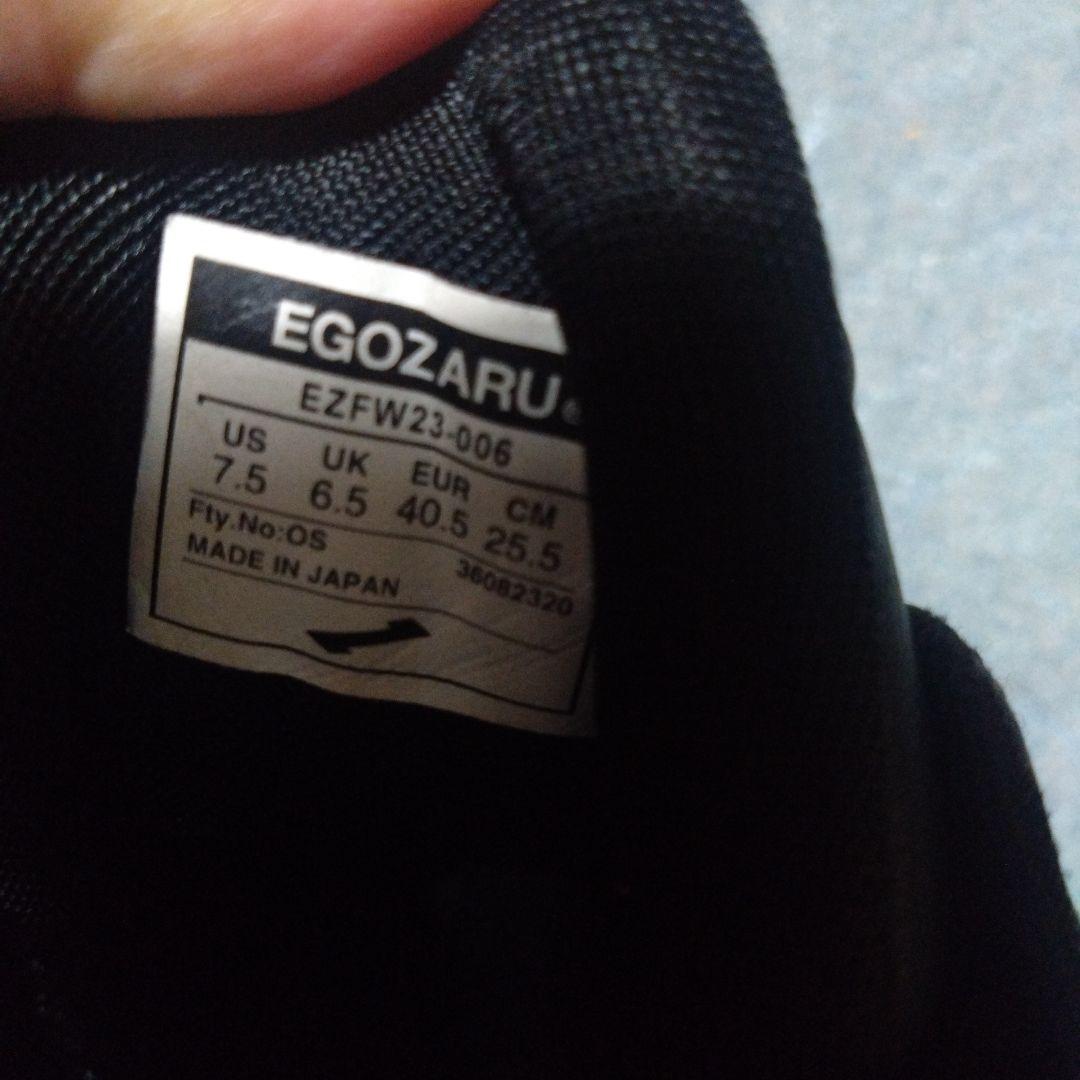 EGOZARU
EZFW23-006
US UK EUR CM
7.5 6.5 40.5 25.5
Fty.No:OS 36082320
MADE IN JAPAN